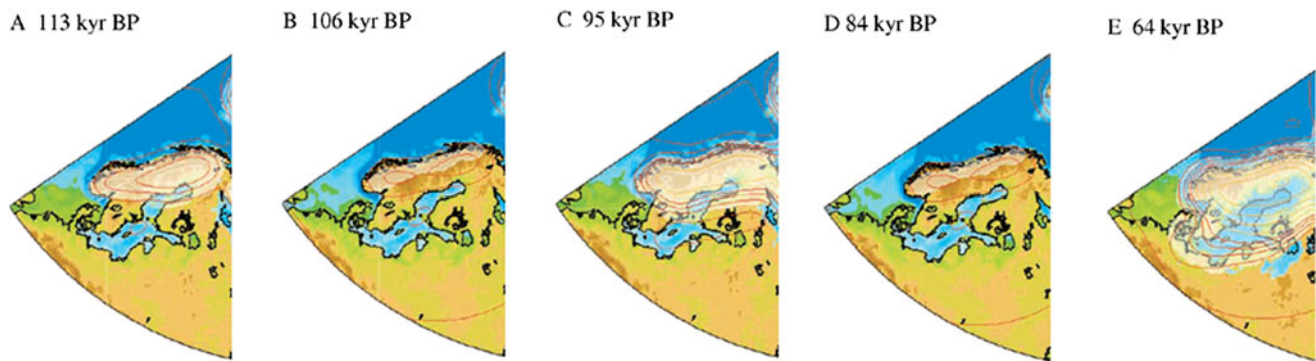 A 113 kyr BP
B 106 kyr BP
C 95 kyr BP
D 84 kyr BP
E 64 kyr BP